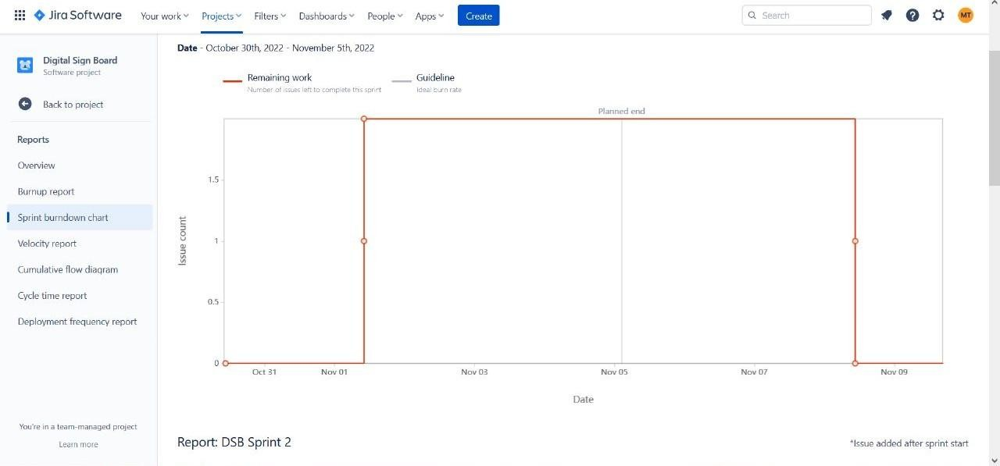 Jira Software Your work Projects Filters Dashboards People Apps Create Search MT
Digital Sign Board
Software project
Back to project
Reports
Overview
Burnup report
Sprint burndown chart
Velocity report
Cumulative flow diagram
Cycle time report
Deployment frequency report
You're in a team-managed project
Learn more
Date - October 30th, 2022 - November 5th, 2022
Remaining work Guideline
Number of issues left to complete this sprint Ideal burn rate
Planned end
1.5
1
0.5
0
Issue count
Oct 31 Nov 01 Nov 03 Nov 05 Nov 07 Nov 09
Date
Report: DSB Sprint 2 *Issue added after sprint start